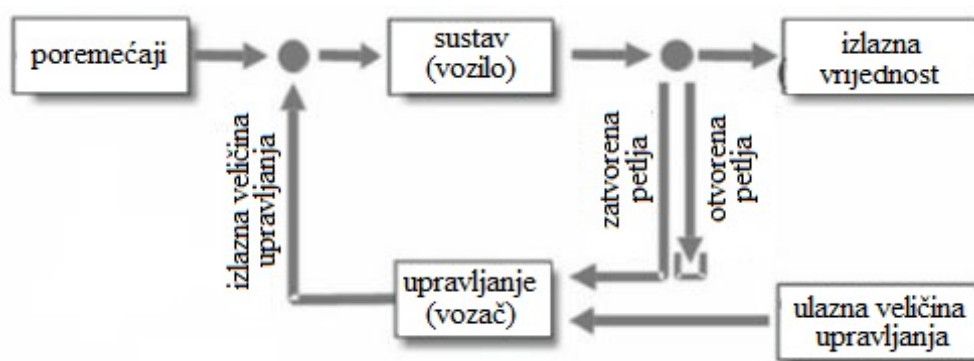 poremećaji
sustav
(vozilo)
izlazna
vrijednost
izlazna veličina
upravljanja
zatvorena
petlja
otvorena
petlja
upravljanje
(vozač)
ulazna veličina
upravljanja